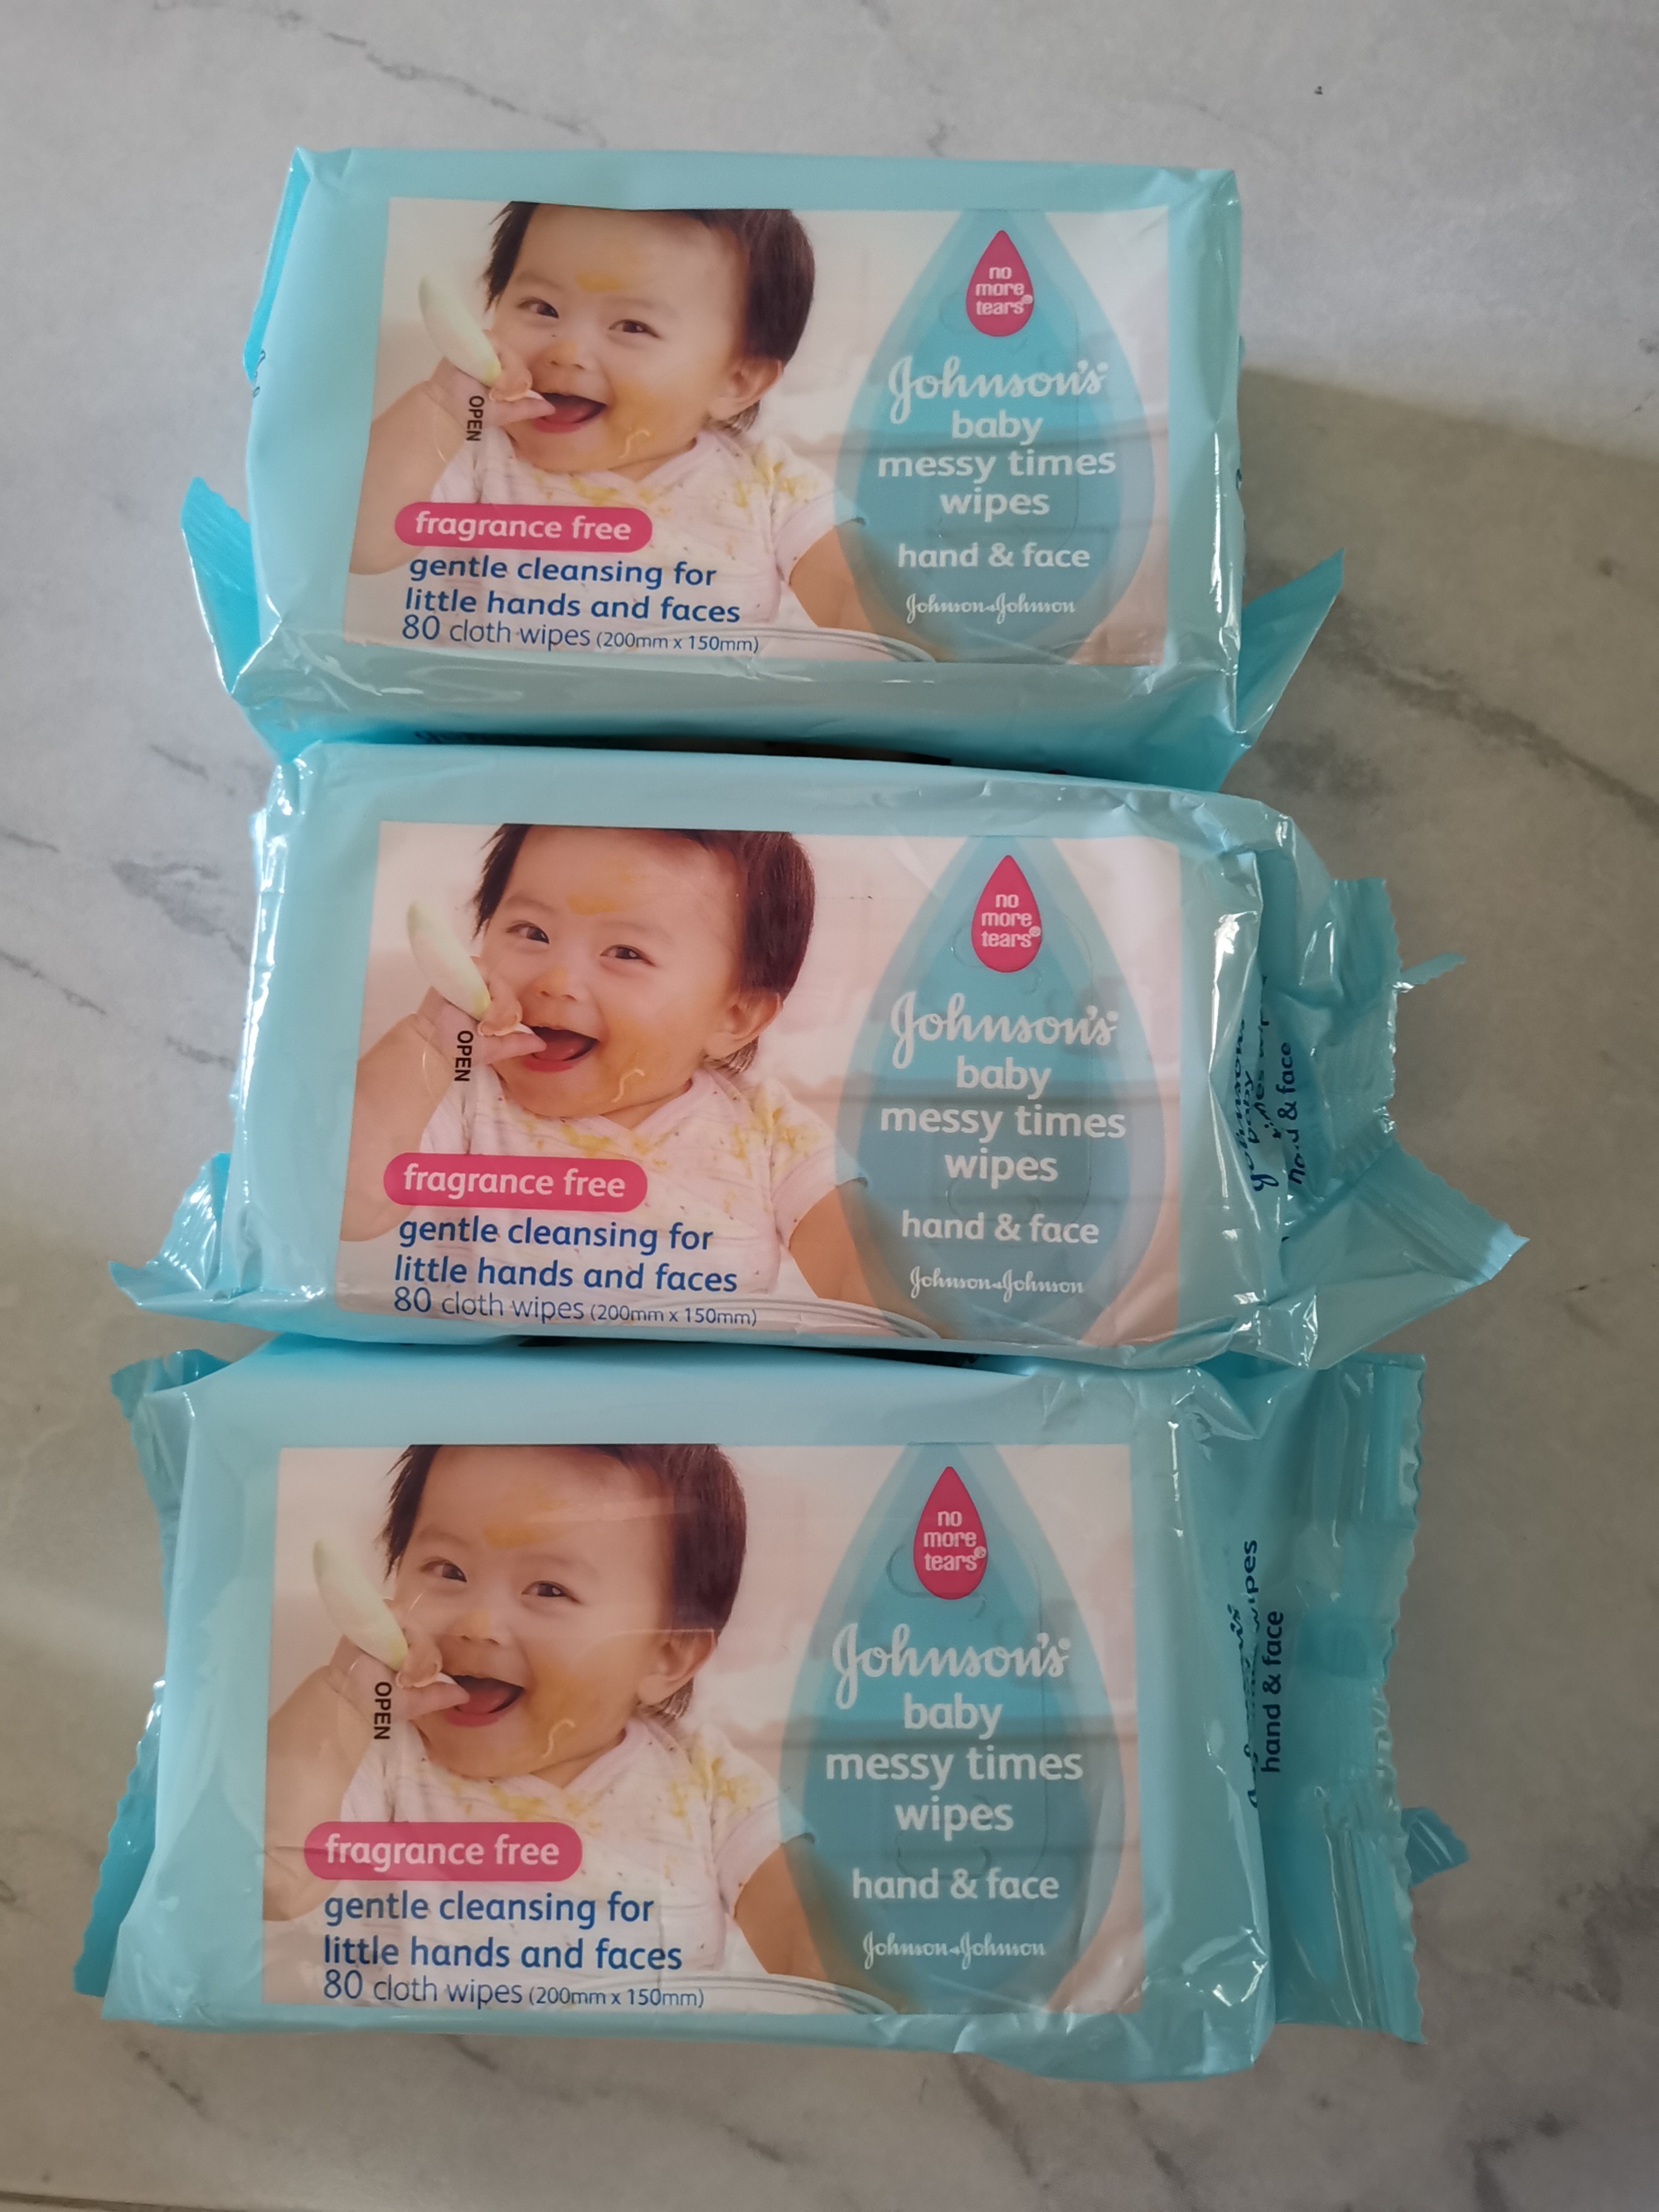 no
more
tears®
Johnson's®
baby
messy times
wipes
hand & face
Johnson & Johnson
OPEN
fragrance free
gentle cleansing for
little hands and faces
80 cloth wipes (200mm x 150mm)
no
more
tears®
Johnson's®
baby
messy times
wipes
hand & face
Johnson & Johnson
OPEN
fragrance free
gentle cleansing for
little hands and faces
80 cloth wipes (200mm x 150mm)
Johnson's
baby
hand & face
no
more
tears®
Johnson's®
baby
messy times
wipes
hand & face
Johnson & Johnson
OPEN
fragrance free
gentle cleansing for
little hands and faces
80 cloth wipes (200mm x 150mm)
wipes
hand & face